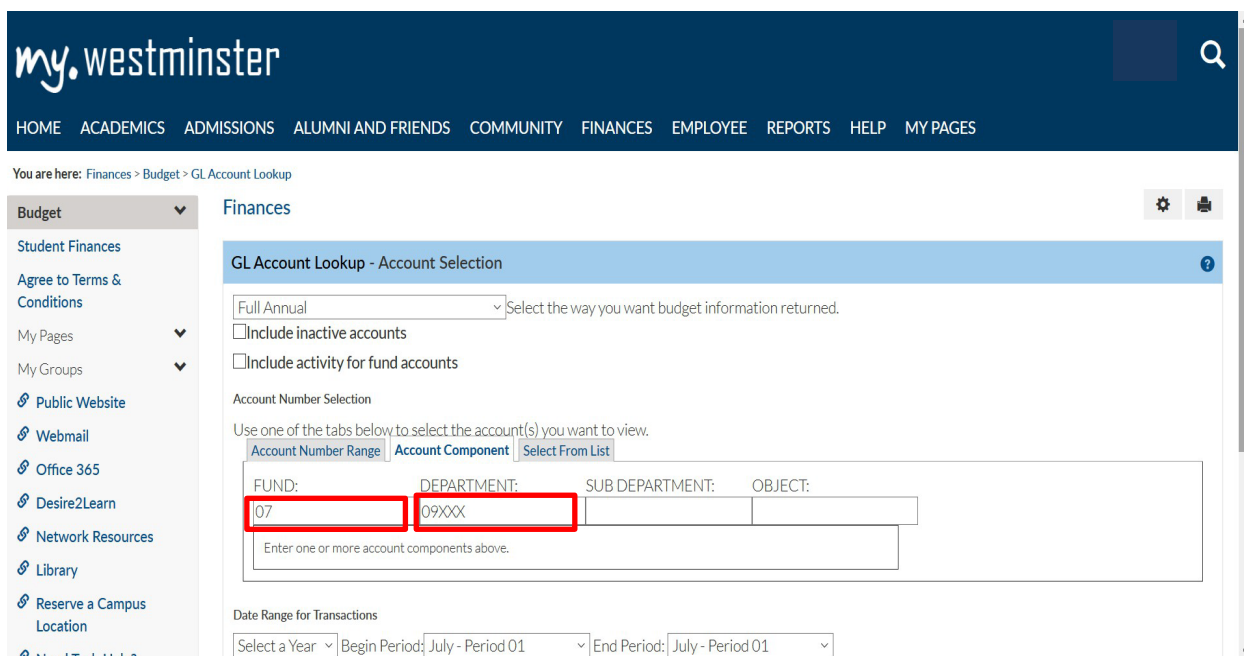 my.westminster
HOME ACADEMICS ADMISSIONS ALUMNI AND FRIENDS COMMUNITY FINANCES EMPLOYEE REPORTS HELP MY PAGES
You are here: Finances > Budget > GL Account Lookup
Budget
Student Finances
Agree to Terms &
Conditions
My Pages
My Groups
Public Website
Webmail
Office 365
Desire2Learn
Network Resources
Library
Reserve a Campus
Location
Finances
GL Account Lookup - Account Selection
?
Full Annual Select the way you want budget information returned.
Include inactive accounts
Include activity for fund accounts
Account Number Selection
Use one of the tabs below to select the account(s) you want to view.
Account Number Range Account Component Select From List
FUND: DEPARTMENT: SUB DEPARTMENT: OBJECT:
07 09XXX
Enter one or more account components above.
Date Range for Transactions
Select a Year Begin Period: July - Period 01 End Period: July - Period 01